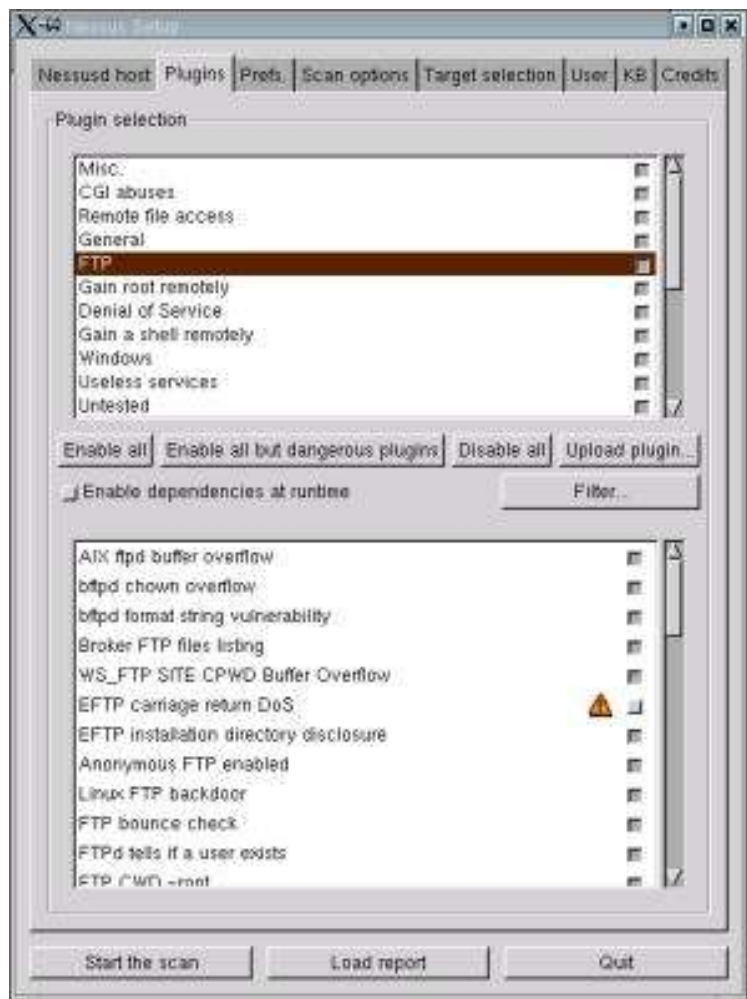 Nessus Setup
Nessusd host Plugins Prefs. Scan options Target selection User KB Credits
Plugin selection
Misc.
CGI abuses
Remote file access
General
FTP
Gain root remotely
Denial of Service
Gain a shell remotely
Windows
Useless services
Untested
Enable all Enable all but dangerous plugins Disable all Upload plugin...
Enable dependencies at runtime Filter...
AIX ftpd buffer overflow
bftpd chown overflow
bftpd format string vulnerability
Broker FTP files listing
WS_FTP SITE CPWD Buffer Overflow
EFTP carriage return DoS
EFTP installation directory disclosure
Anonymous FTP enabled
Linux FTP backdoor
FTP bounce check
FTPd tells if a user exists
FTP CWD ~root
Start the scan Load report Quit